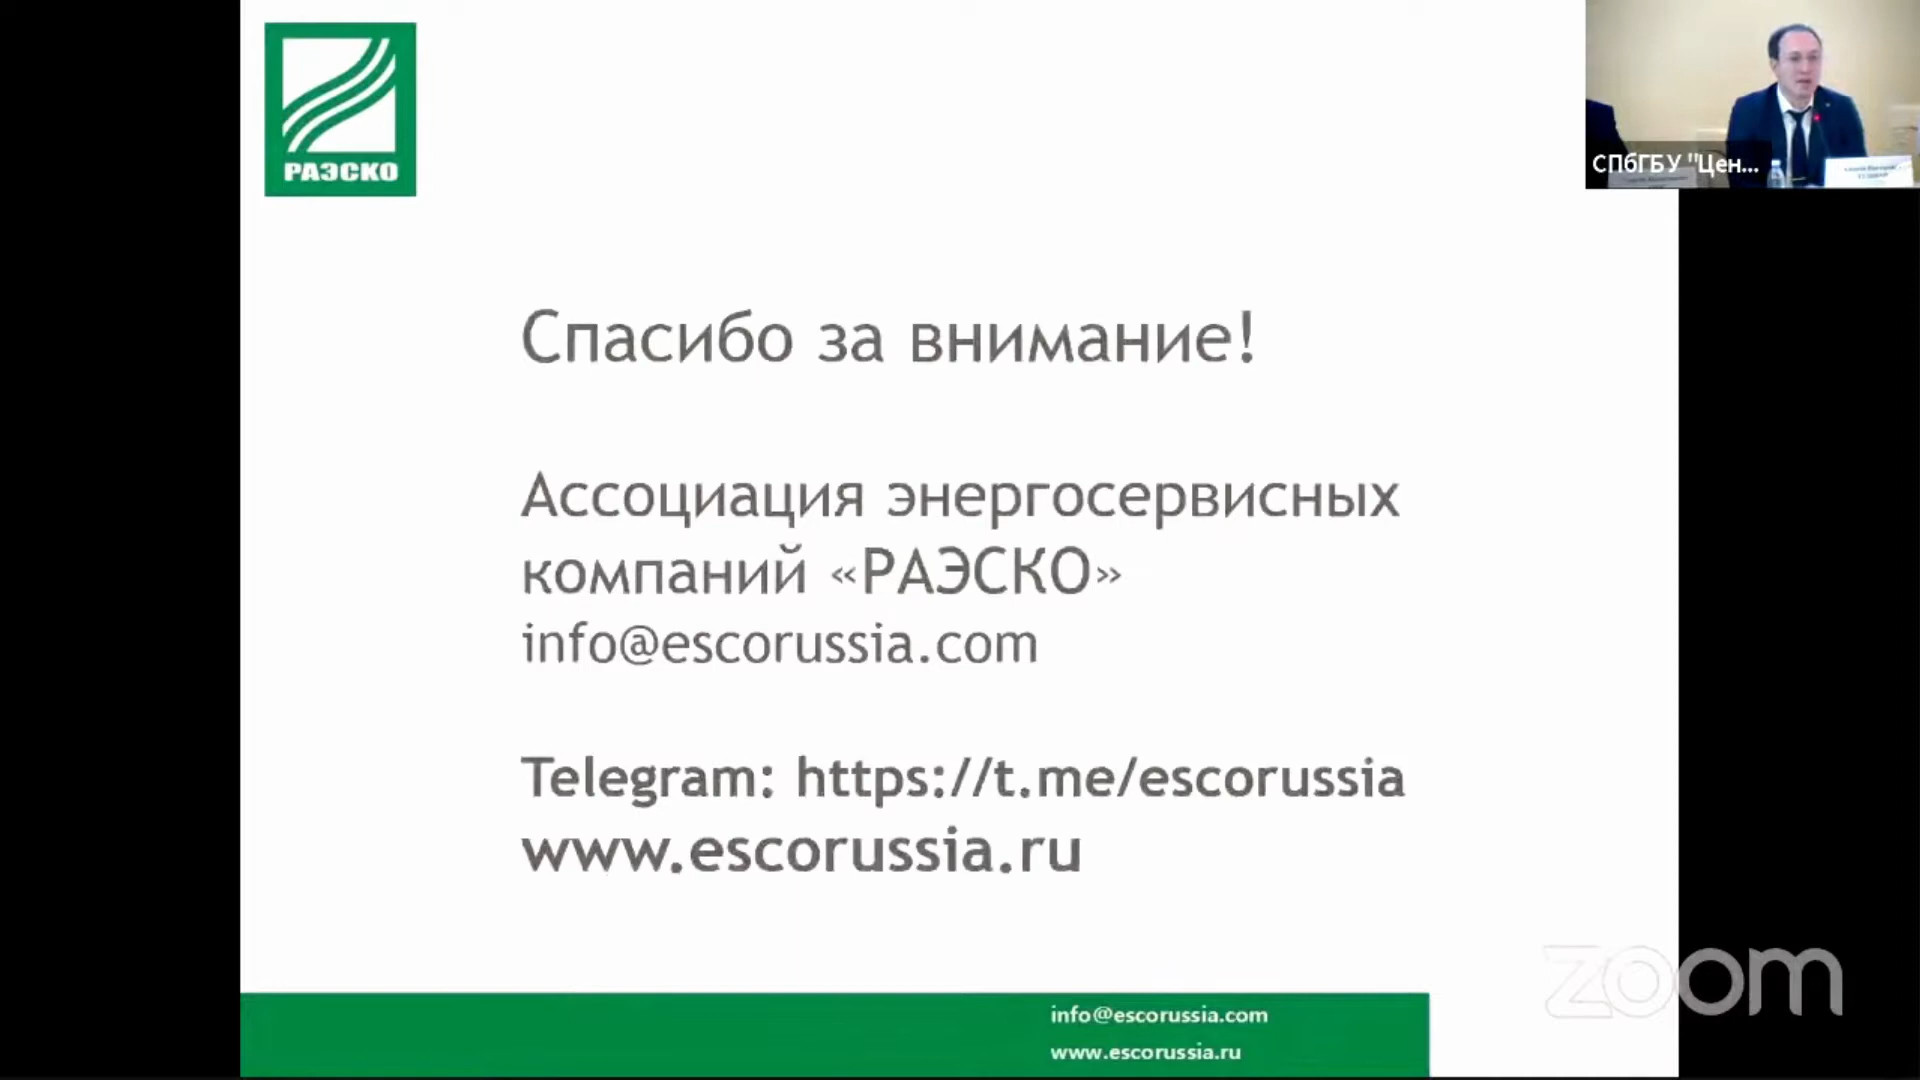 РАЭСКО
СПбГБУ "Цен...
Спасибо за внимание!
Ассоциация энергосервисных
компаний «РАЭСКО»
info@escorussia.com
Telegram: https://t.me/escorussia
www.escorussia.ru
zoom
info@escorussia.com
www.escorussia.ru